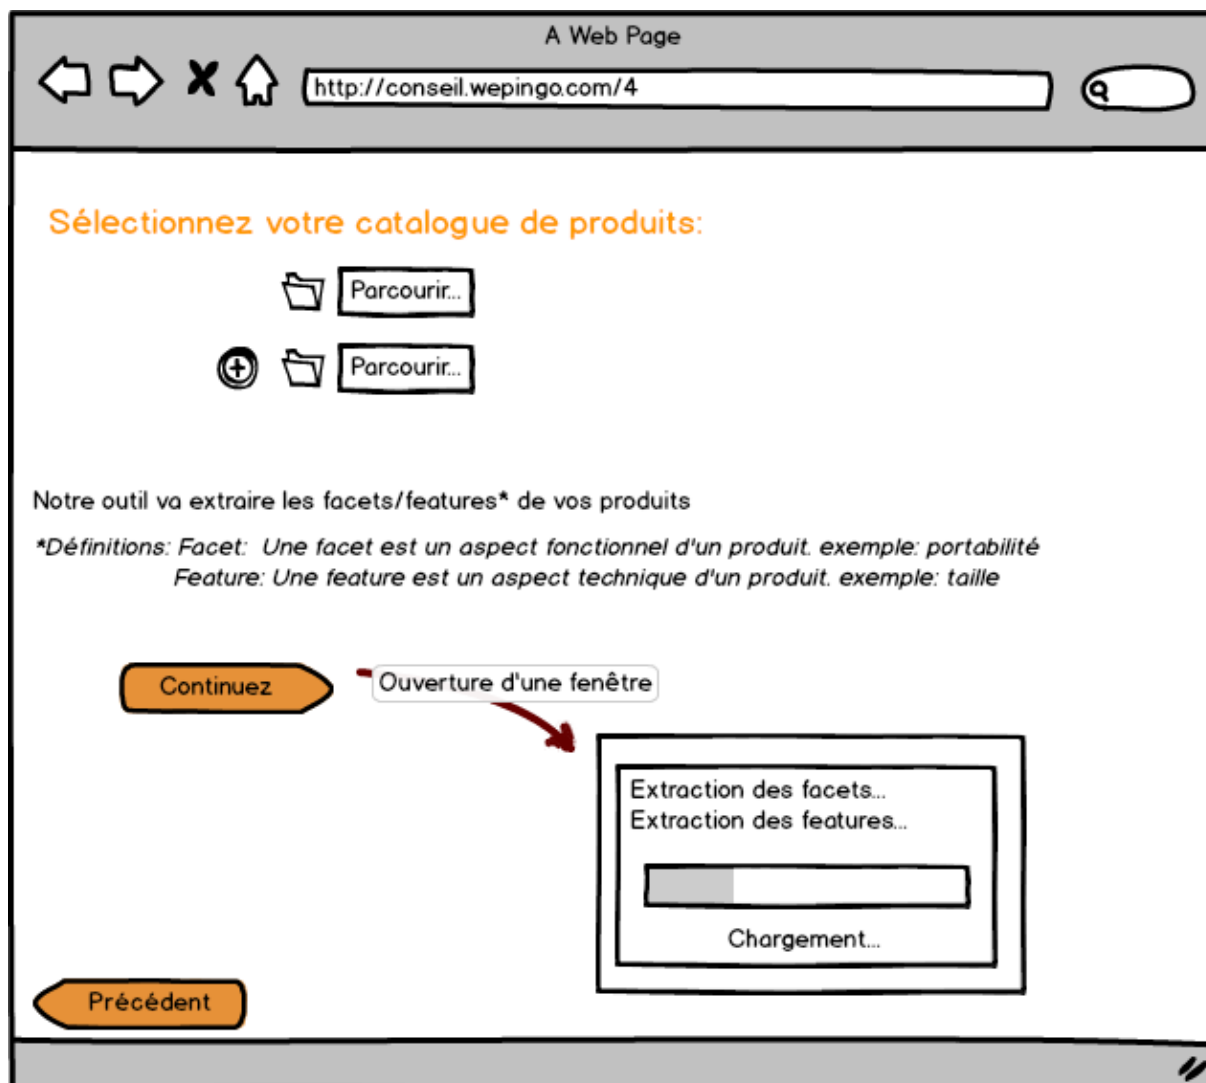 A Web Page
http://conseil.wepingo.com/4
Sélectionnez votre catalogue de produits:
Parcourir...
Parcourir...
Notre outil va extraire les facets/features* de vos produits
*Définitions: Facet: Une facet est un aspect fonctionnel d'un produit. exemple: portabilité
Feature: Une feature est un aspect technique d'un produit. exemple: taille
Continuez
Ouverture d'une fenêtre
Extraction des facets...
Extraction des features...
Chargement...
Précédent